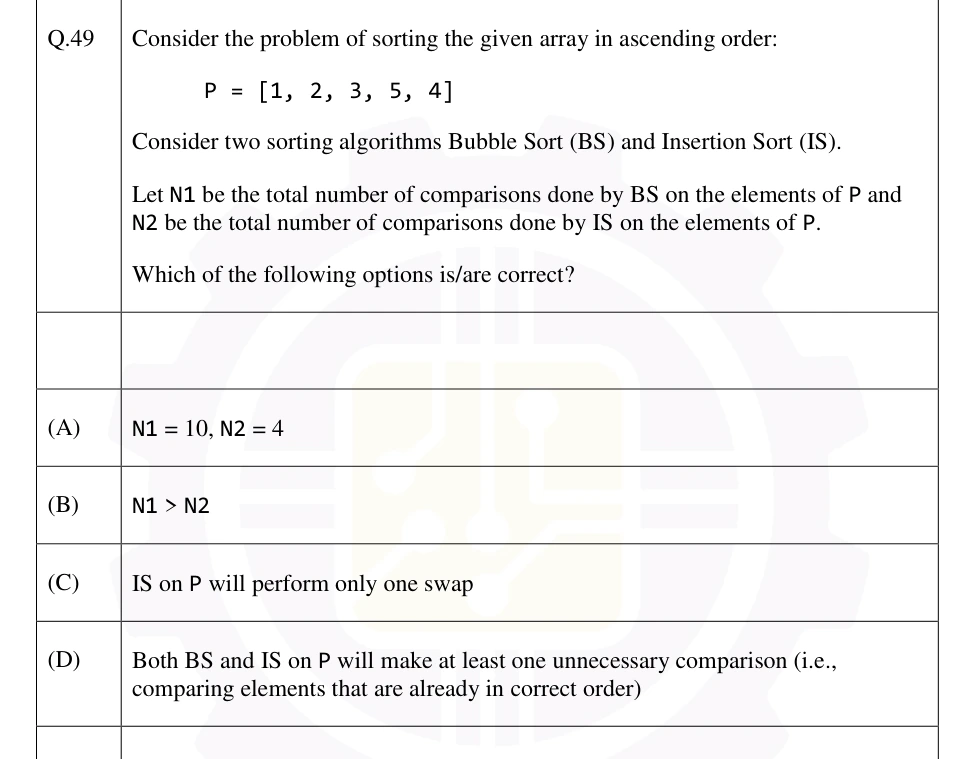 Q.49 Consider the problem of sorting the given array in ascending order:
P = [1, 2, 3, 5, 4]
Consider two sorting algorithms Bubble Sort (BS) and Insertion Sort (IS).
Let N1 be the total number of comparisons done by BS on the elements of P and
N2 be the total number of comparisons done by IS on the elements of P.
Which of the following options is/are correct?
(A) N1 = 10, N2 = 4
(B) N1 > N2
(C) IS on P will perform only one swap
(D) Both BS and IS on P will make at least one unnecessary comparison (i.e.,
comparing elements that are already in correct order)